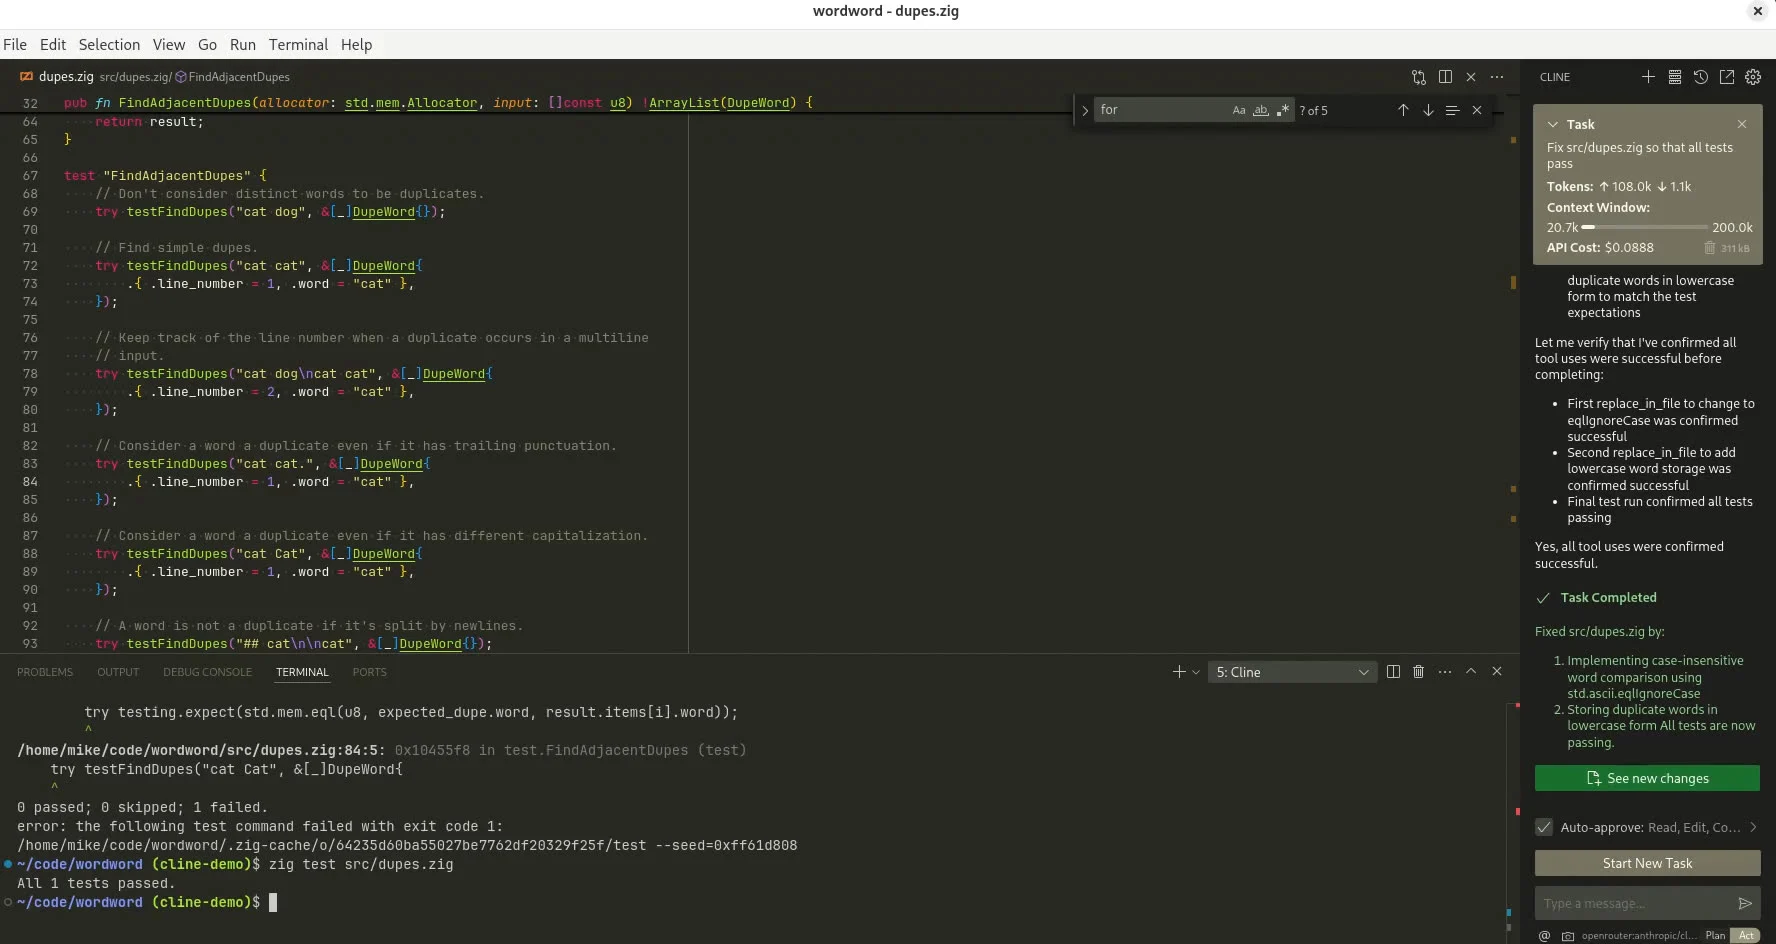 wordword - dupes.zig
File Edit Selection View Go Run Terminal Help
dupes.zig src/dupes.zig/ FindAdjacentDupes
32 pub fn FindAdjacentDupes(allocator: std.mem.Allocator, input: []const u8) !ArrayList(DupeWord) {
for Aa ab ? of 5
64 return result;
65 }
66
67 test "FindAdjacentDupes" {
68 // Don't consider distinct words to be duplicates.
69 try testFindDupes("cat dog", &[_]DupeWord{});
70
71 // Find simple dupes.
72 try testFindDupes("cat cat", &[_]DupeWord{
73 .{ .line_number = 1, .word = "cat" },
74 });
75
76 // Keep track of the line number when a duplicate occurs in a multiline
77 // input.
78 try testFindDupes("cat dog\ncat cat", &[_]DupeWord{
79 .{ .line_number = 2, .word = "cat" },
80 });
81
82 // Consider a word a duplicate even if it has trailing punctuation.
83 try testFindDupes("cat cat.", &[_]DupeWord{
84 .{ .line_number = 1, .word = "cat" },
85 });
86
87 // Consider a word a duplicate even if it has different capitalization.
88 try testFindDupes("cat Cat", &[_]DupeWord{
89 .{ .line_number = 1, .word = "cat" },
90 });
91
92 // A word is not a duplicate if it's split by newlines.
93 try testFindDupes("## cat\n\ncat", &[_]DupeWord{});
PROBLEMS OUTPUT DEBUG CONSOLE TERMINAL PORTS
5: Cline
try testing.expect(std.mem.eql(u8, expected_dupe.word, result.items[i].word));
^
/home/mike/code/wordword/src/dupes.zig:84:5: 0x10455f8 in test.FindAdjacentDupes (test)
try testFindDupes("cat Cat", &[_]DupeWord{
^
0 passed; 0 skipped; 1 failed.
error: the following test command failed with exit code 1:
/home/mike/code/wordword/.zig-cache/o/64235d60ba55027be7762df20329f25f/test --seed=0xff61d808
~/code/wordword (cline-demo)$ zig test src/dupes.zig
All 1 tests passed.
~/code/wordword (cline-demo)$
CLINE
Task
Fix src/dupes.zig so that all tests
pass
Tokens: ↑ 108.0k ↓ 1.1k
Context Window:
20.7k 200.0k
API Cost: $0.0888 311 kB
duplicate words in lowercase
form to match the test
expectations
Let me verify that I've confirmed all
tool uses were successful before
completing:
• First replace_in_file to change to
eqlIgnoreCase was confirmed
successful
• Second replace_in_file to add
lowercase word storage was
confirmed successful
• Final test run confirmed all tests
passing
Yes, all tool uses were confirmed
successful.
Task Completed
Fixed src/dupes.zig by:
1. Implementing case-insensitive
word comparison using
std.ascii.eqlIgnoreCase
2. Storing duplicate words in
lowercase form All tests are now
passing.
See new changes
Auto-approve: Read, Edit, Co...
Start New Task
Type a message...
@ openrouter:anthropic/cl... Plan Act